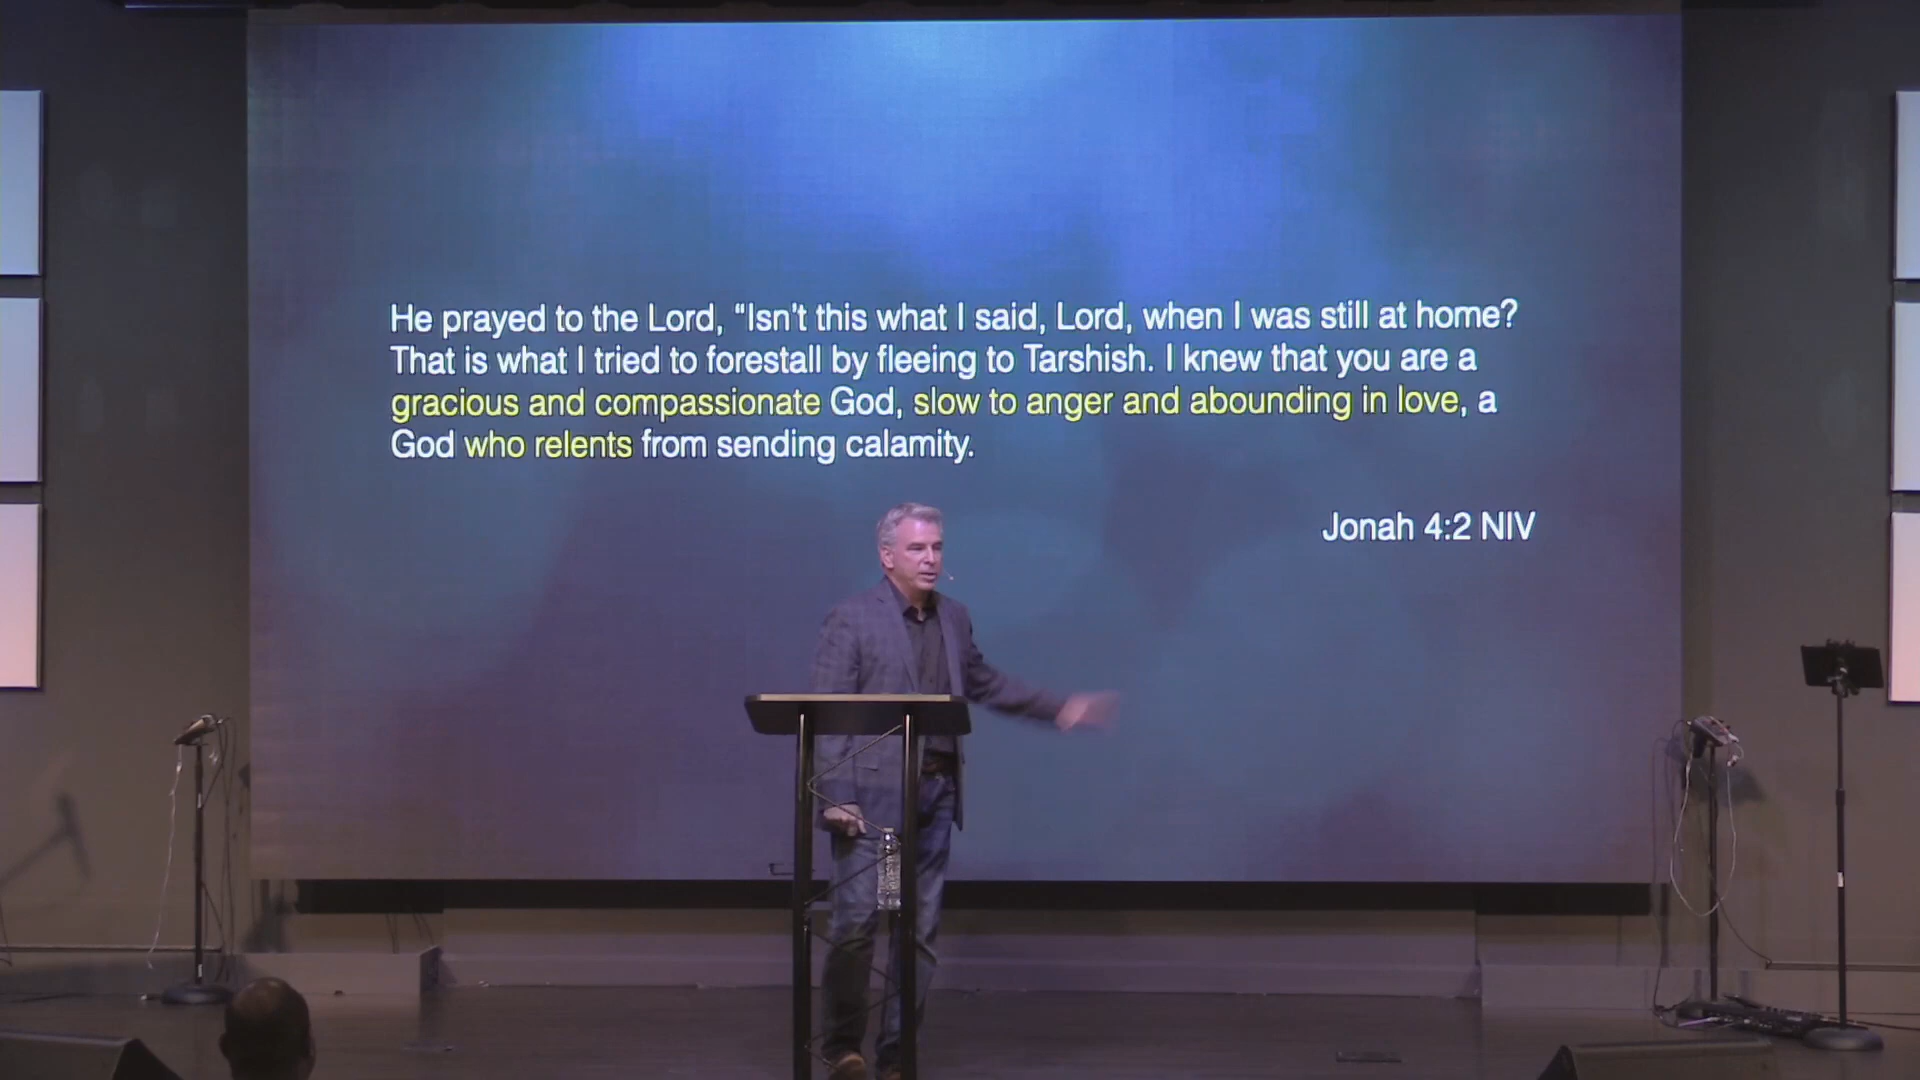 He prayed to the Lord, “Isn't this what I said, Lord, when I was still at home?
That is what I tried to forestall by fleeing to Tarshish. I knew that you are a
gracious and compassionate God, slow to anger and abounding in love, a
God who relents from sending calamity.
Jonah 4:2 NIV